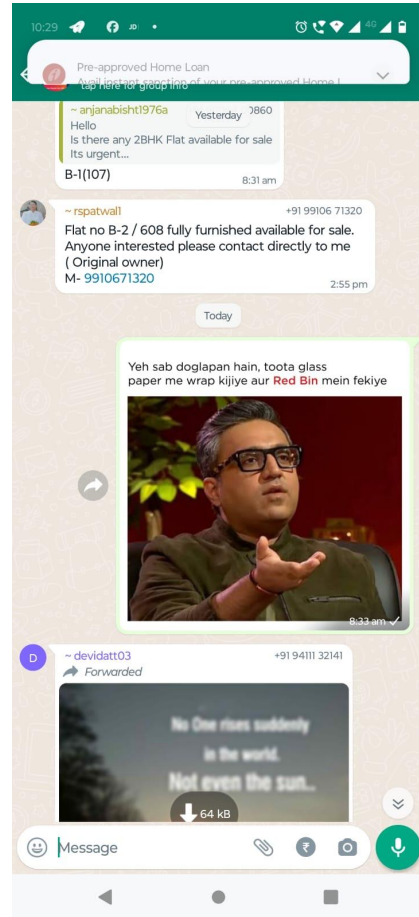 10:29
JD
4G
Pre-approved Home Loan
Avail instant sanction of your pre-approved Home l
tap here for group info
~ anjanabisht1976a
0860
Yesterday
Hello
Is there any 2BHK Flat available for sale
Its urgent...
B-1(107)
8:31 am
~ rspatwal1
+91 99106 71320
Flat no B-2 / 608 fully furnished available for sale.
Anyone interested please contact directly to me
( Original owner)
M- 9910671320
2:55 pm
Today
Yeh sab doglapan hain, toota glass
paper me wrap kijiye aur Red Bin mein fekiye
8:33 am
D
~ devidatt03
+91 94111 32141
Forwarded
No One rises suddenly
in the world.
Not even the sun..
64 kB
Message
₹